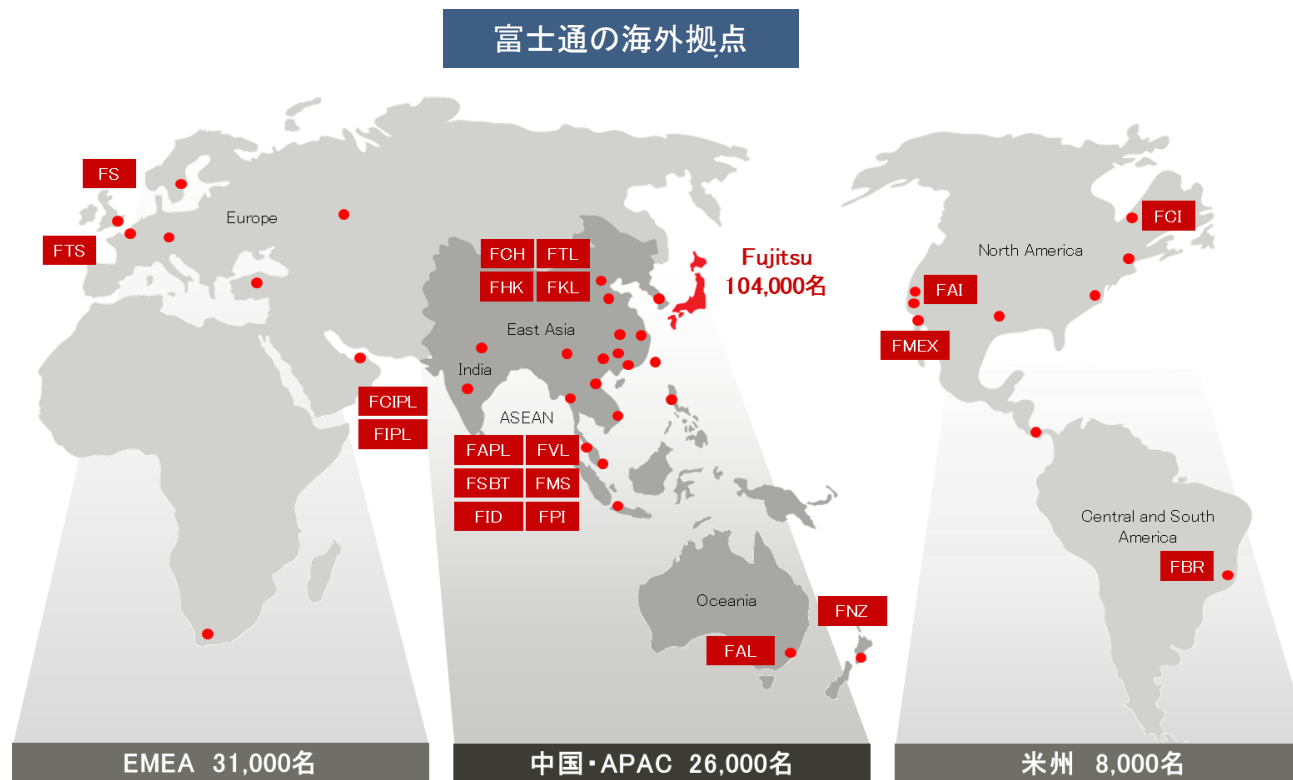 富士通の海外拠点
FS
Europe
FTS
FCH FTL
FHK FKL
Fujitsu
104,000名
East Asia
India
FCIPL
FIPL
ASEAN
FAPL FVL
FSBT FMS
FID FPI
Oceania
FNZ
FAL
FCI
North America
FAI
FMEX
Central and South
America
FBR
EMEA 31,000名
中国・APAC 26,000名
米州 8,000名